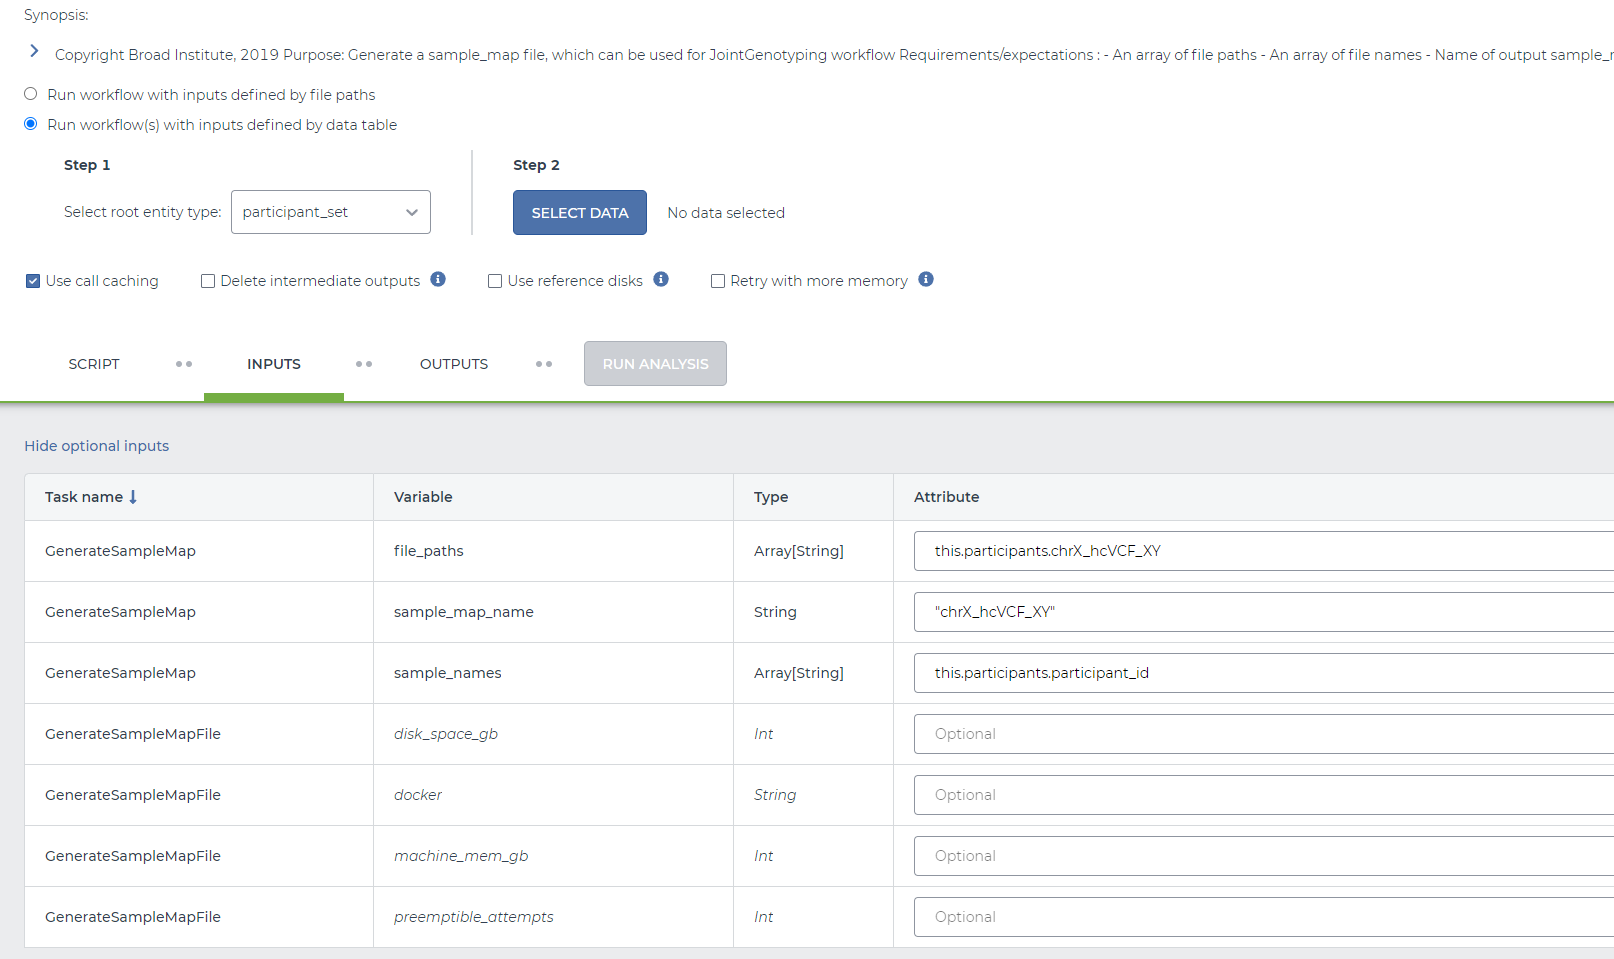 Synopsis:
Copyright Broad Institute, 2019 Purpose: Generate a sample_map file, which can be used for JointGenotyping workflow Requirements/expectations : - An array of file paths - An array of file names - Name of output
Run workflow with inputs defined by file paths
Run workflow(s) with inputs defined by data table
Step 1
Select root entity type: participant_set
Step 2
SELECT DATA No data selected
Use call caching Delete intermediate outputs Use reference disks Retry with more memory
SCRIPT INPUTS OUTPUTS RUN ANALYSIS
Hide optional inputs
Task name Variable Type Attribute
GenerateSampleMap file_paths Array[String] this.participants.chrX_hcVCF_XY
GenerateSampleMap sample_map_name String "chrX_hcVCF_XY"
GenerateSampleMap sample_names Array[String] this.participants.participant_id
GenerateSampleMapFile disk_space_gb Int Optional
GenerateSampleMapFile docker String Optional
GenerateSampleMapFile machine_mem_gb Int Optional
GenerateSampleMapFile preemptible_attempts Int Optional